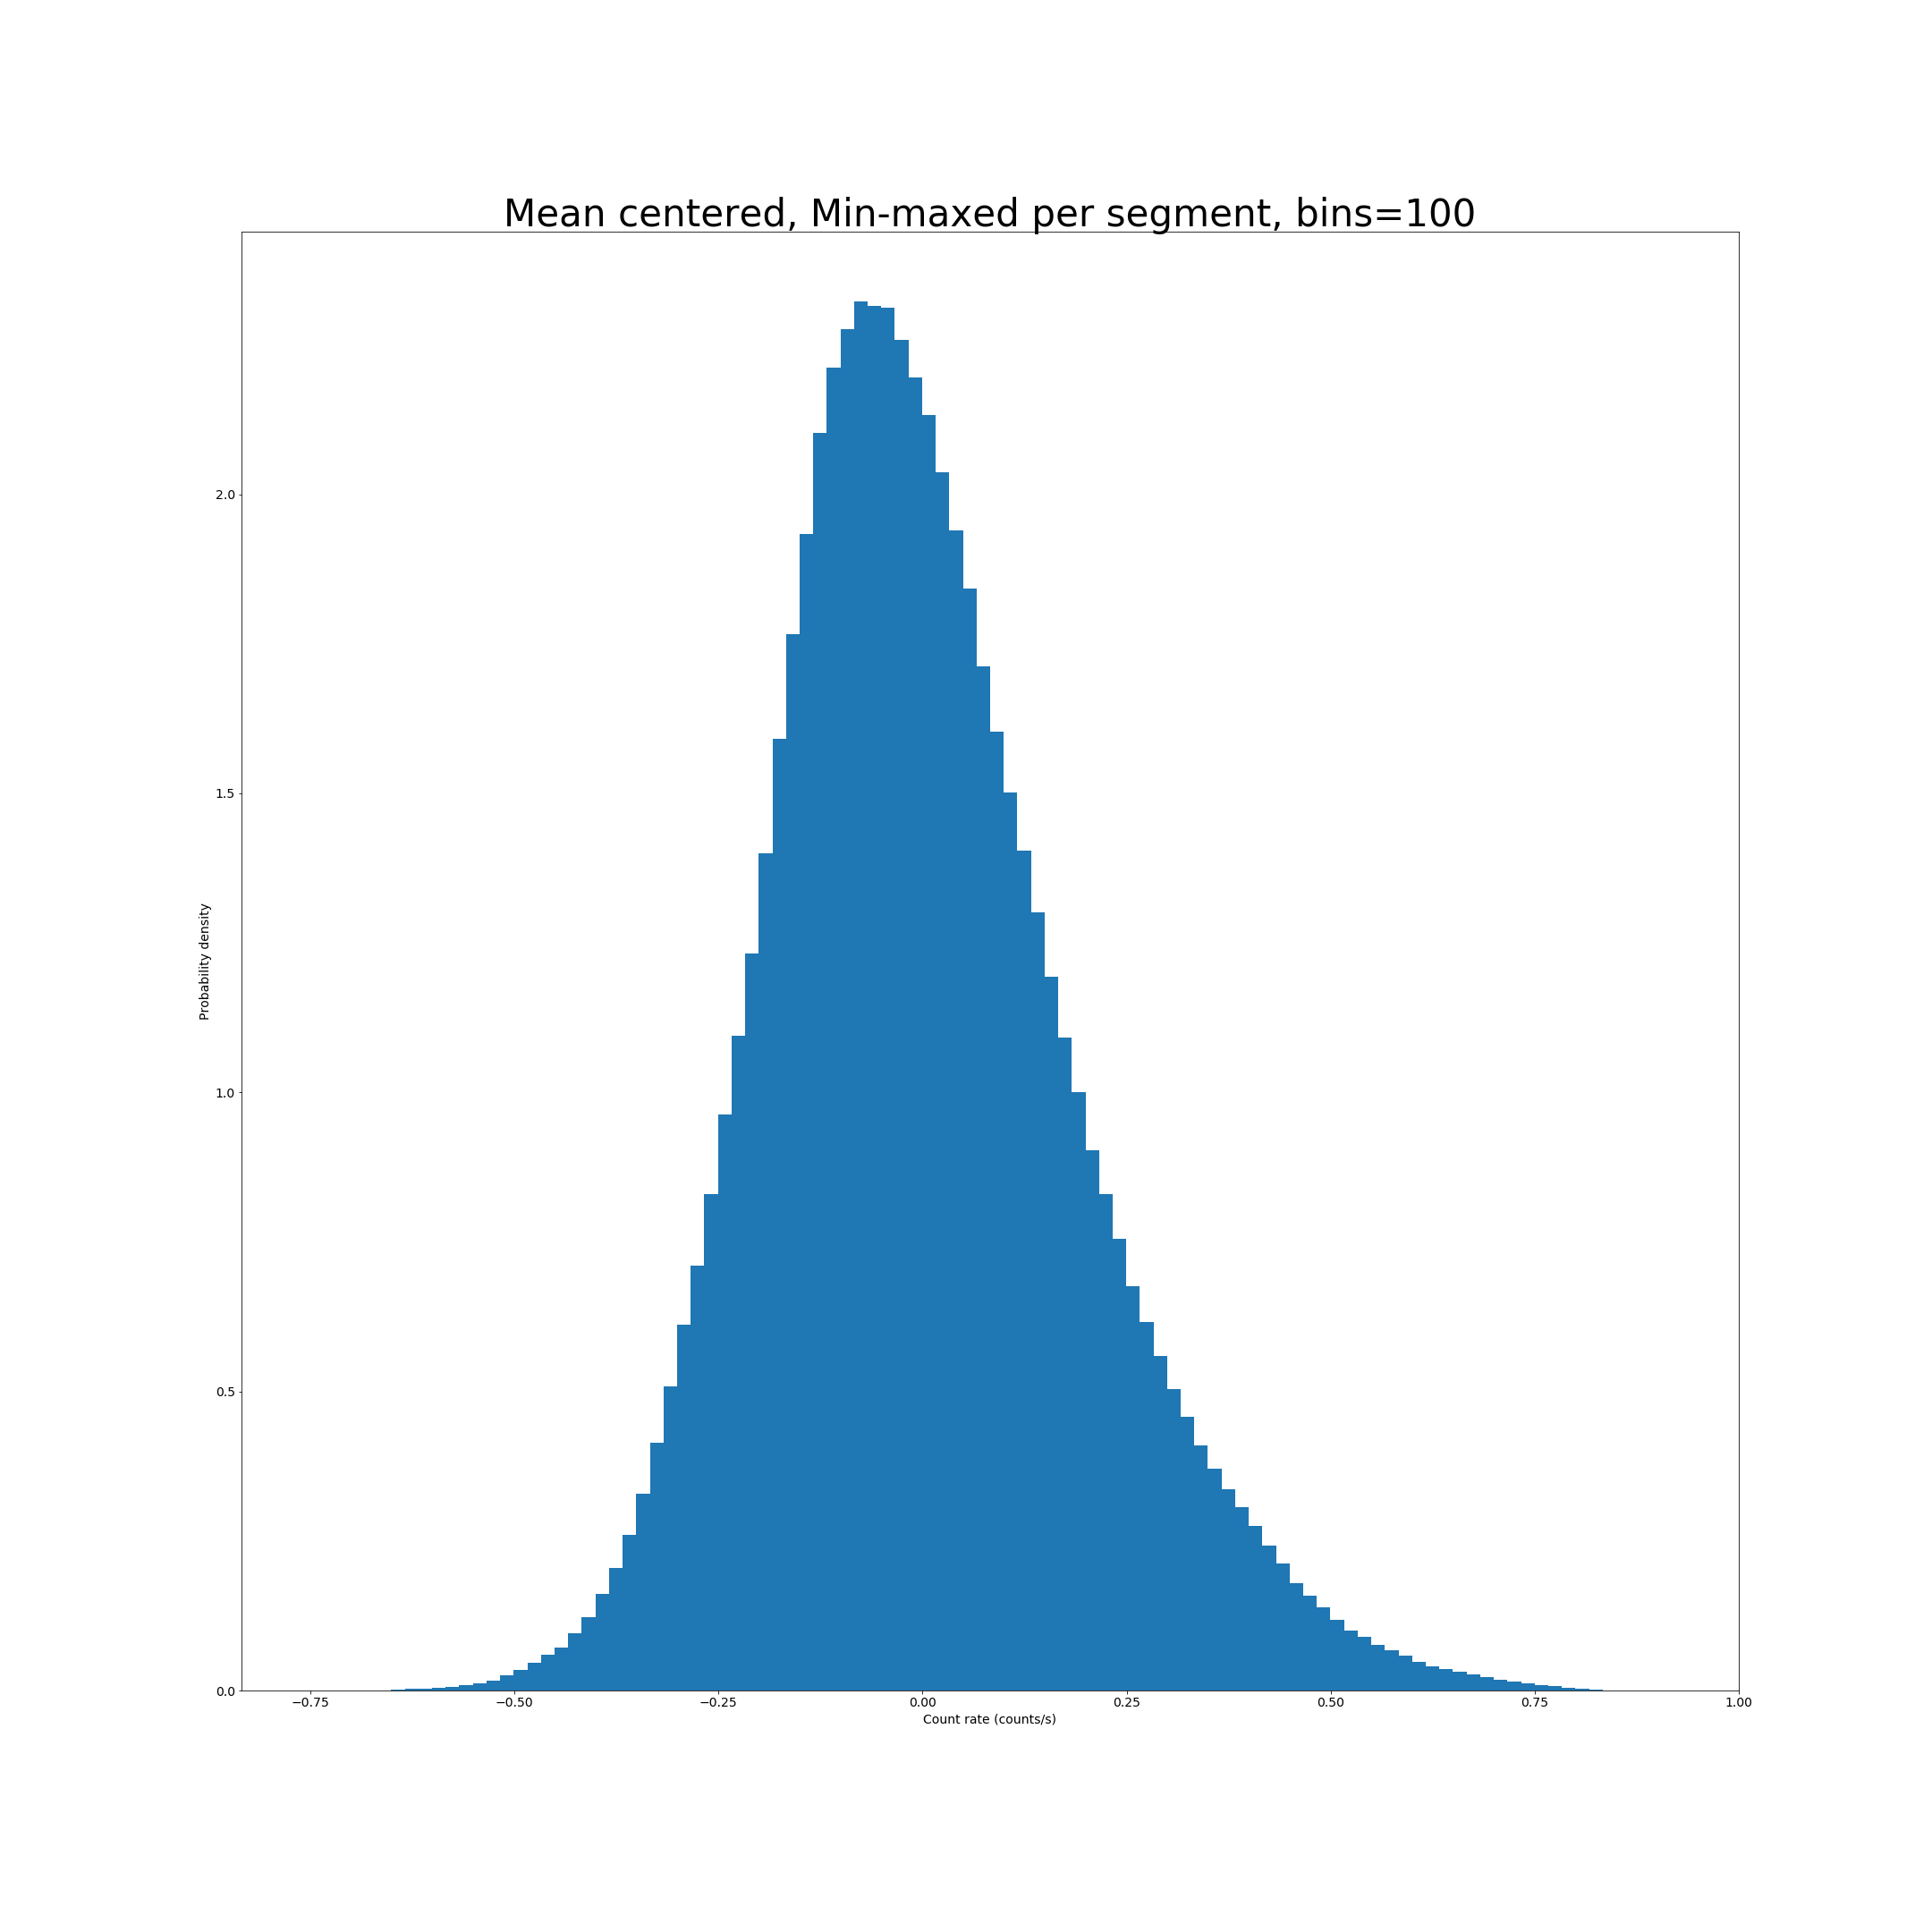 Mean centered, Min-maxed per segment, bins=100
2.0
1.5
Probability density
1.0
0.5
0.0
−0.75 −0.50 −0.25 0.00 0.25 0.50 0.75 1.00
Count rate (counts/s)